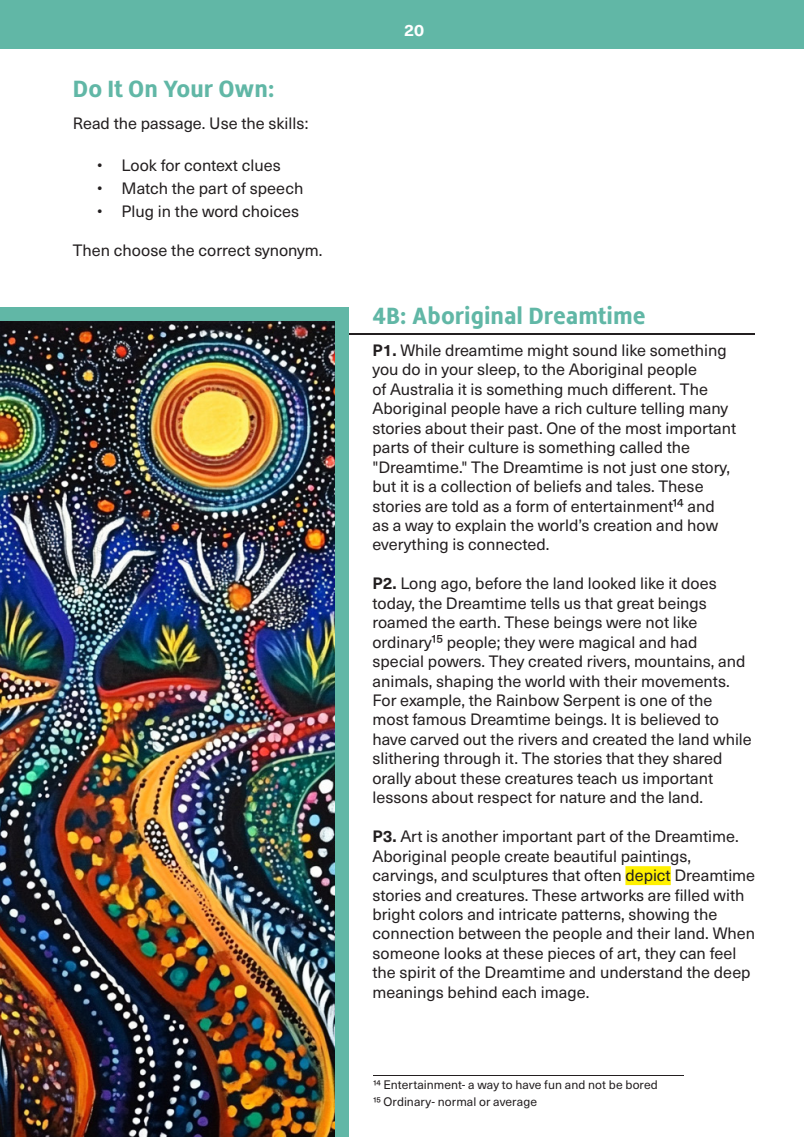 20
Do It On Your Own:
Read the passage. Use the skills:
• Look for context clues
• Match the part of speech
• Plug in the word choices
Then choose the correct synonym.
4B: Aboriginal Dreamtime
P1. While dreamtime might sound like something
you do in your sleep, to the Aboriginal people
of Australia it is something much different. The
Aboriginal people have a rich culture telling many
stories about their past. One of the most important
parts of their culture is something called the
"Dreamtime." The Dreamtime is not just one story,
but it is a collection of beliefs and tales. These
stories are told as a form of entertainment¹⁴ and
as a way to explain the world’s creation and how
everything is connected.
P2. Long ago, before the land looked like it does
today, the Dreamtime tells us that great beings
roamed the earth. These beings were not like
ordinary¹⁵ people; they were magical and had
special powers. They created rivers, mountains, and
animals, shaping the world with their movements.
For example, the Rainbow Serpent is one of the
most famous Dreamtime beings. It is believed to
have carved out the rivers and created the land while
slithering through it. The stories that they shared
orally about these creatures teach us important
lessons about respect for nature and the land.
P3. Art is another important part of the Dreamtime.
Aboriginal people create beautiful paintings,
carvings, and sculptures that often depict Dreamtime
stories and creatures. These artworks are filled with
bright colors and intricate patterns, showing the
connection between the people and their land. When
someone looks at these pieces of art, they can feel
the spirit of the Dreamtime and understand the deep
meanings behind each image.
¹⁴ Entertainment- a way to have fun and not be bored
¹⁵ Ordinary- normal or average